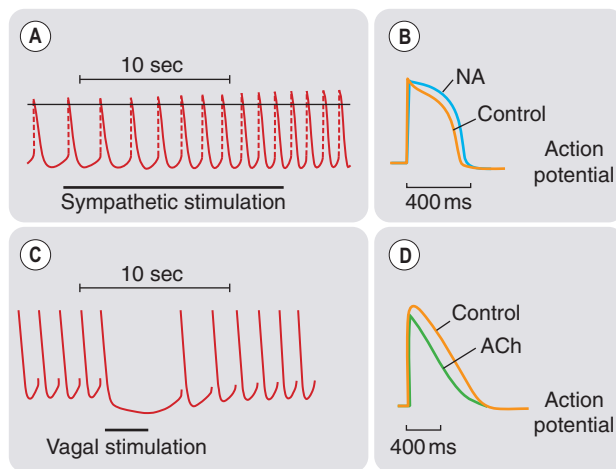 A
10 sec
Sympathetic stimulation
B
NA
Control
Action
potential
400 ms
C
10 sec
Vagal stimulation
D
Control
ACh
Action
potential
400 ms